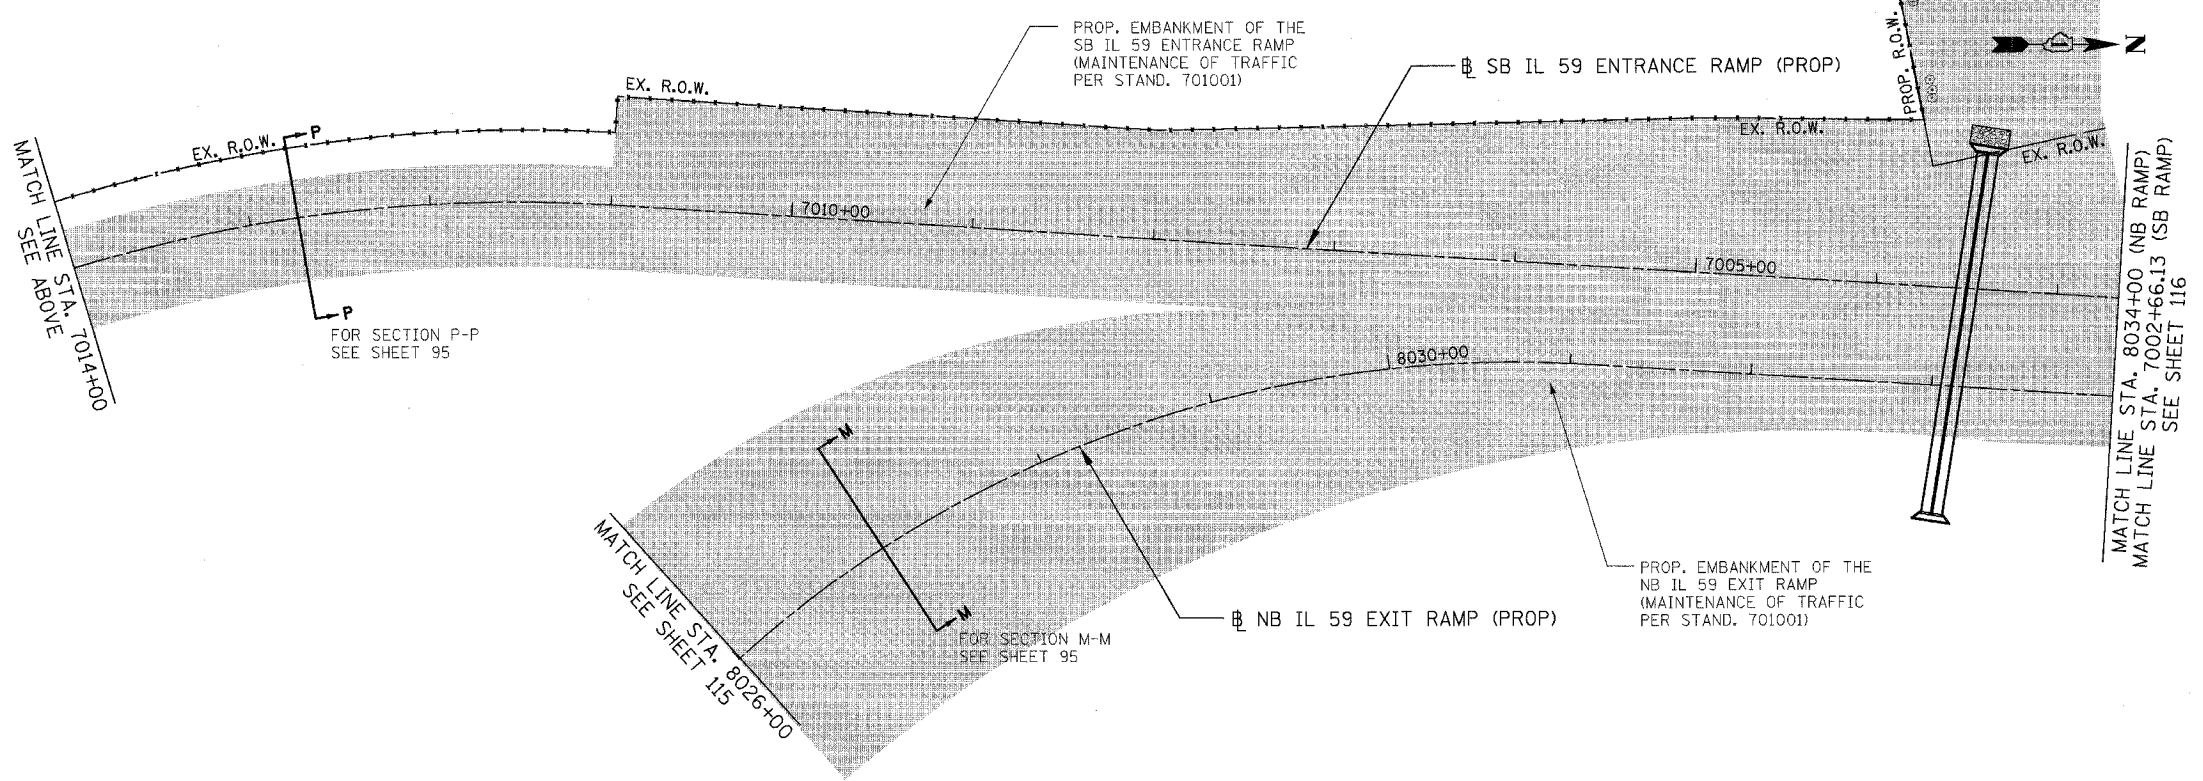 PROP. EMBANKMENT OF THE
SB IL 59 ENTRANCE RAMP
(MAINTENANCE OF TRAFFIC
PER STAND. 701001)
SB IL 59 ENTRANCE RAMP (PROP)
PROP. R.O.W.
N
EX. R.O.W.
EX. R.O.W.
EX. R.O.W.
EX. R.O.W.
P
P
FOR SECTION P-P
SEE SHEET 95
MATCH LINE STA. 7014+00
SEE ABOVE
7010+00
7005+00
8030+00
MATCH LINE STA. 8034+00 (NB RAMP)
MATCH LINE STA. 7002+66.13 (SB RAMP)
SEE SHEET 116
M
M
FOR SECTION M-M
SEE SHEET 95
MATCH LINE STA. 8026+00
SEE SHEET 115
NB IL 59 EXIT RAMP (PROP)
PROP. EMBANKMENT OF THE
NB IL 59 EXIT RAMP
(MAINTENANCE OF TRAFFIC
PER STAND. 701001)